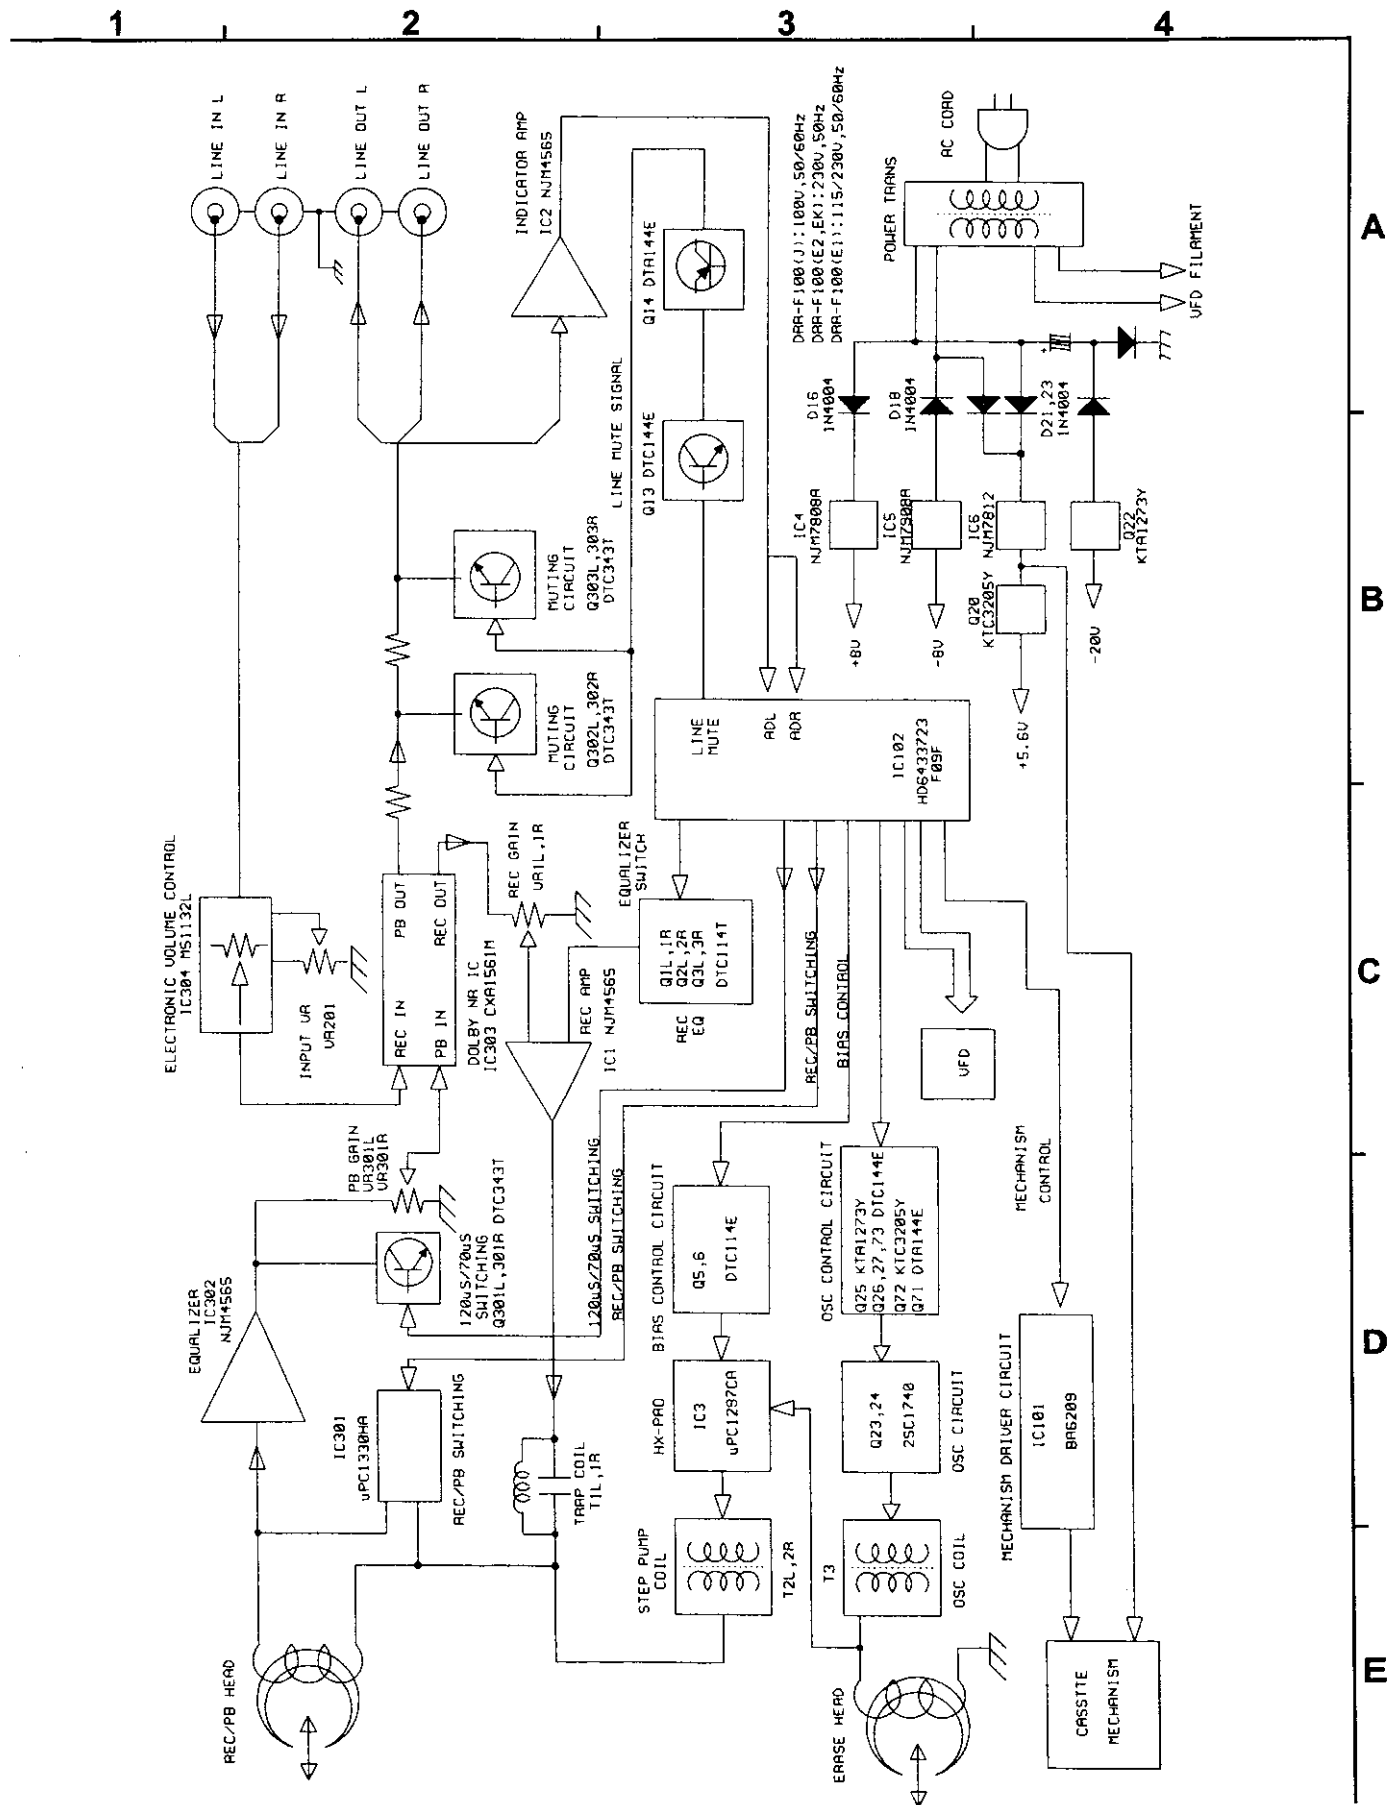 1
2
3
4
A
B
C
D
E
LINE IN L
LINE IN R
LINE OUT L
LINE OUT R
INDICATOR AMP
IC2 NJM4565
Q14 DTA144E
LINE MUTE SIGNAL
Q13 DTC144E
DRR-F100(J):100V,50/60Hz
DRR-F100(E2,EK):230V,50Hz
DRR-F100(E1):115/230V,50/60Hz
AC CORD
POWER TRANS
VFD FILAMENT
D16
1N4004
D18
1N4004
D21,23
1N4004
IC4
NJM7808A
IC5
NJM7908A
IC6
NJM7812
Q22
KTA1273Y
Q20
KTC3205Y
+8V
-8V
+5.6V
-20V
MUTING
CIRCUIT
Q303L,303R
DTC343T
MUTING
CIRCUIT
Q302L,302R
DTC343T
LINE
MUTE
ADL
ADR
IC102
HD6433723
F09F
ELECTRONIC VOLUME CONTROL
IC304 M51132L
INPUT VR
VR201
REC IN
PB OUT
PB IN
REC OUT
DOLBY NR IC
IC303 CXA1561M
REC GAIN
VR1L,1R
REC AMP
IC1 NJM4565
EQUALIZER
SWITCH
Q1L,1R
Q2L,2R
Q3L,3R
DTC114T
REC
EQ
REC/PB SWITCHING
BIAS CONTROL
VFD
MECHANISM
CONTROL
PB GAIN
VR301L
VR301R
120uS/70uS
SWITCHING
Q301L,301R DTC343T
120uS/70uS SWITCHING
REC/PB SWITCHING
EQUALIZER
IC302
NJM4565
IC301
uPC1330HA
REC/PB SWITCHING
TRAP COIL
T1L,1R
BIAS CONTROL CIRCUIT
Q5,6
DTC114E
HX-PRO
IC3
uPC1297CA
STEP PUMP
COIL
T2L,2R
OSC CONTROL CIRCUIT
Q25 KTA1273Y
Q26,27,73 DTC144E
Q72 KTC3205Y
Q71 DTA144E
Q23,24
2SC1740
OSC CIRCUIT
T3
OSC COIL
MECHANISM DRIVER CIRCUIT
IC101
BA6209
REC/PB HEAD
ERASE HEAD
CASSTTE
MECHANISM